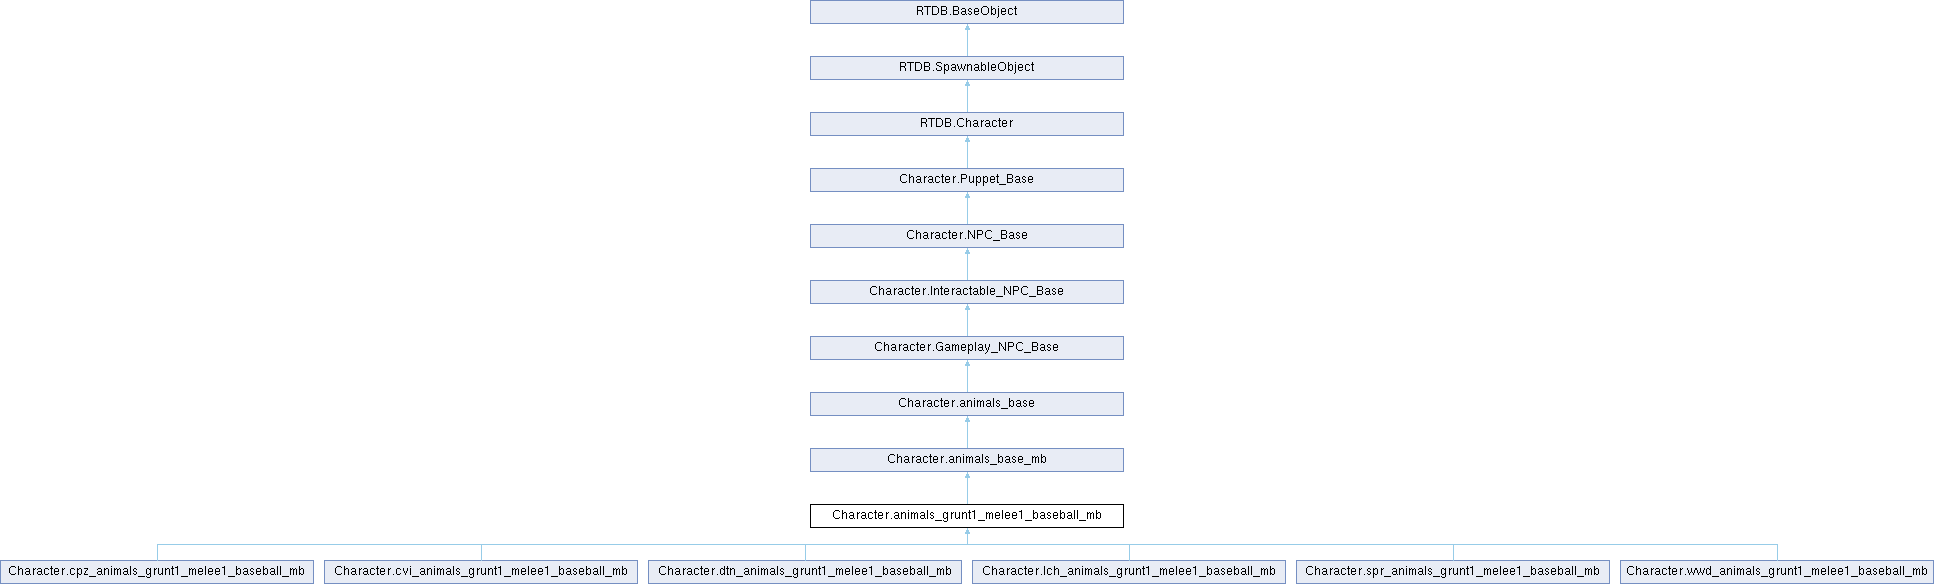 RTDB.BaseObject
RTDB.SpawnableObject
RTDB.Character
Character.Puppet_Base
Character.NPC_Base
Character.Interactable_NPC_Base
Character.Gameplay_NPC_Base
Character.animals_base
Character.animals_base_mb
Character.animals_grunt1_melee1_baseball_mb
Character.cpz_animals_grunt1_melee1_baseball_mb
Character.cvi_animals_grunt1_melee1_baseball_mb
Character.dtn_animals_grunt1_melee1_baseball_mb
Character.lch_animals_grunt1_melee1_baseball_mb
Character.spr_animals_grunt1_melee1_baseball_mb
Character.wwd_animals_grunt1_melee1_baseball_mb